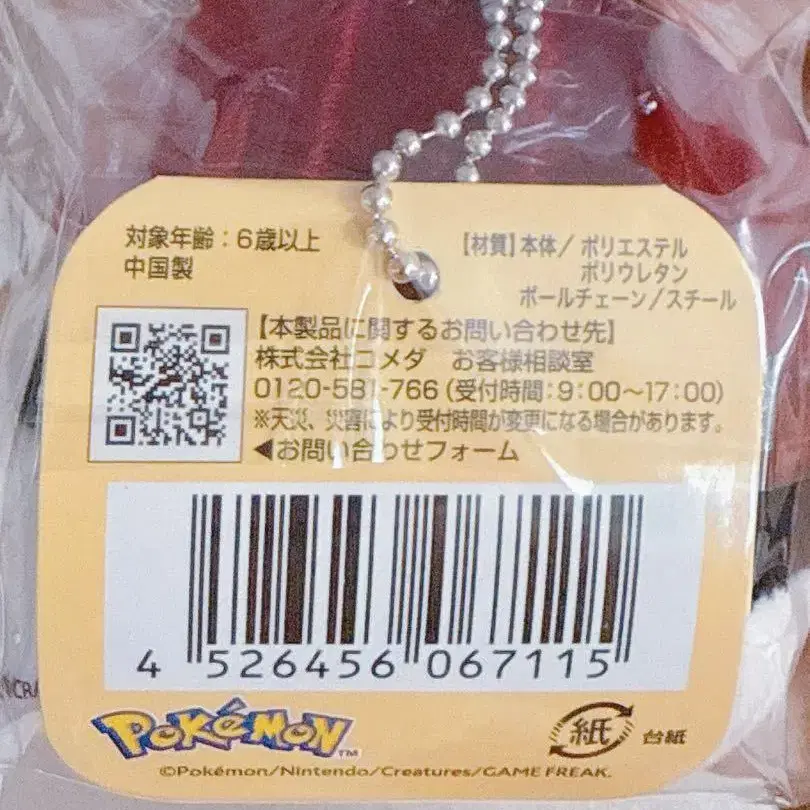 対象年齢：6歳以上
中国製
【材質】本体／ポリエステル
ポリウレタン
ボールチェーン／スチール
【本製品に関するお問い合わせ先】
株式会社コメダ　お客様相談室
0120-581-766（受付時間：9：00～17：00）
※天災、災害により受付時間が変更になる場合があります。
◀お問い合わせフォーム
4 526456 067115
POKéMON™
紙 台紙
©Pokémon/Nintendo/Creatures/GAME FREAK.